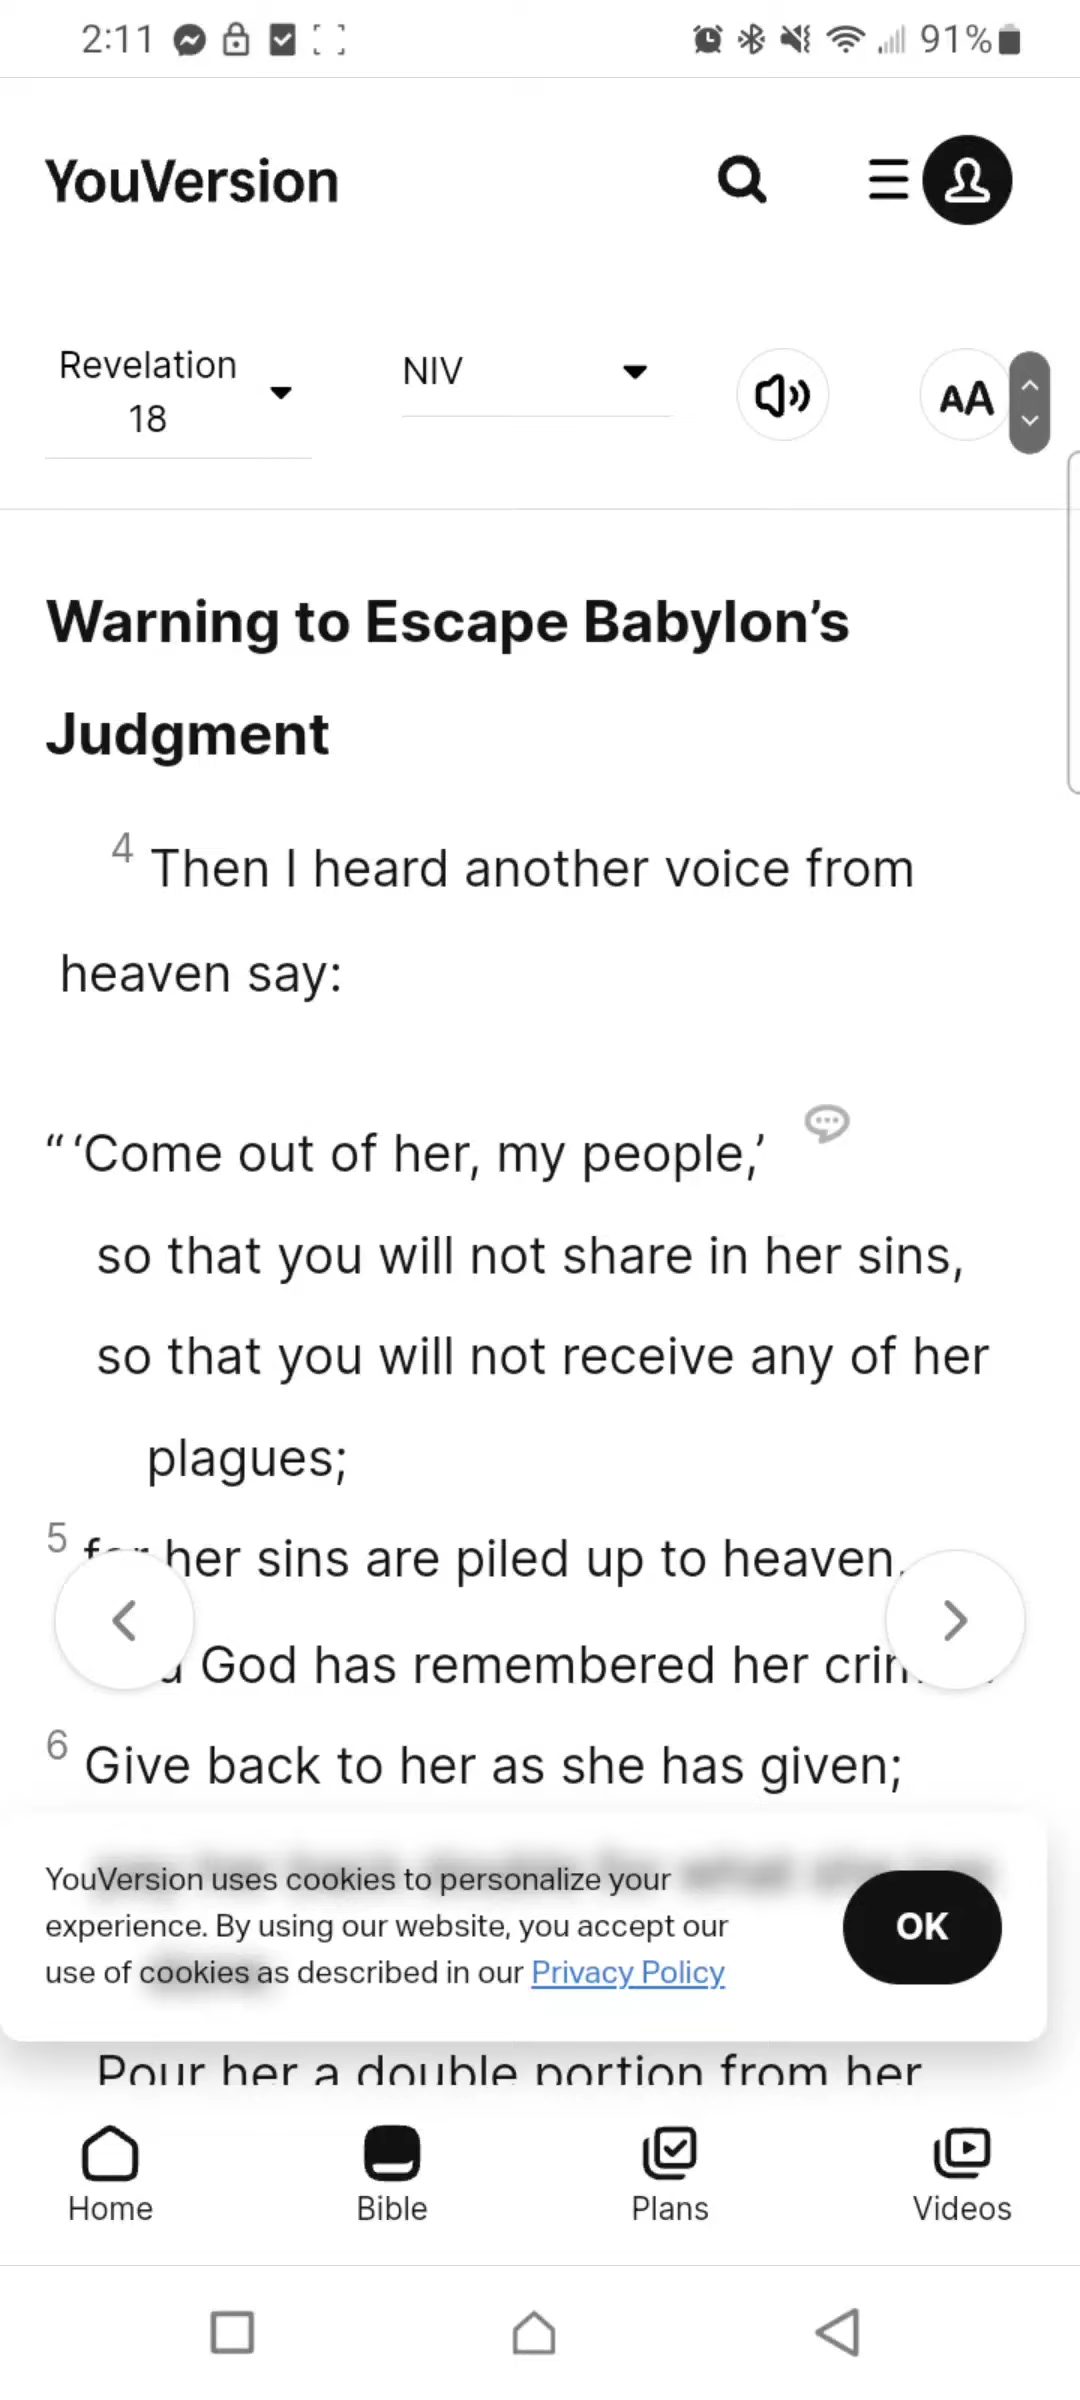 2:11
91%
YouVersion
Revelation
18
NIV
AA
Warning to Escape Babylon’s
Judgment
4 Then I heard another voice from
heaven say:
“ ‘Come out of her, my people,’
so that you will not share in her sins,
so that you will not receive any of her
plagues;
5 for her sins are piled up to heaven,
God has remembered her
6 Give back to her as she has given;
YouVersion uses cookies to personalize your
experience. By using our website, you accept our
use of cookies as described in our Privacy Policy
OK
Pour her a double portion from her
Home
Bible
Plans
Videos